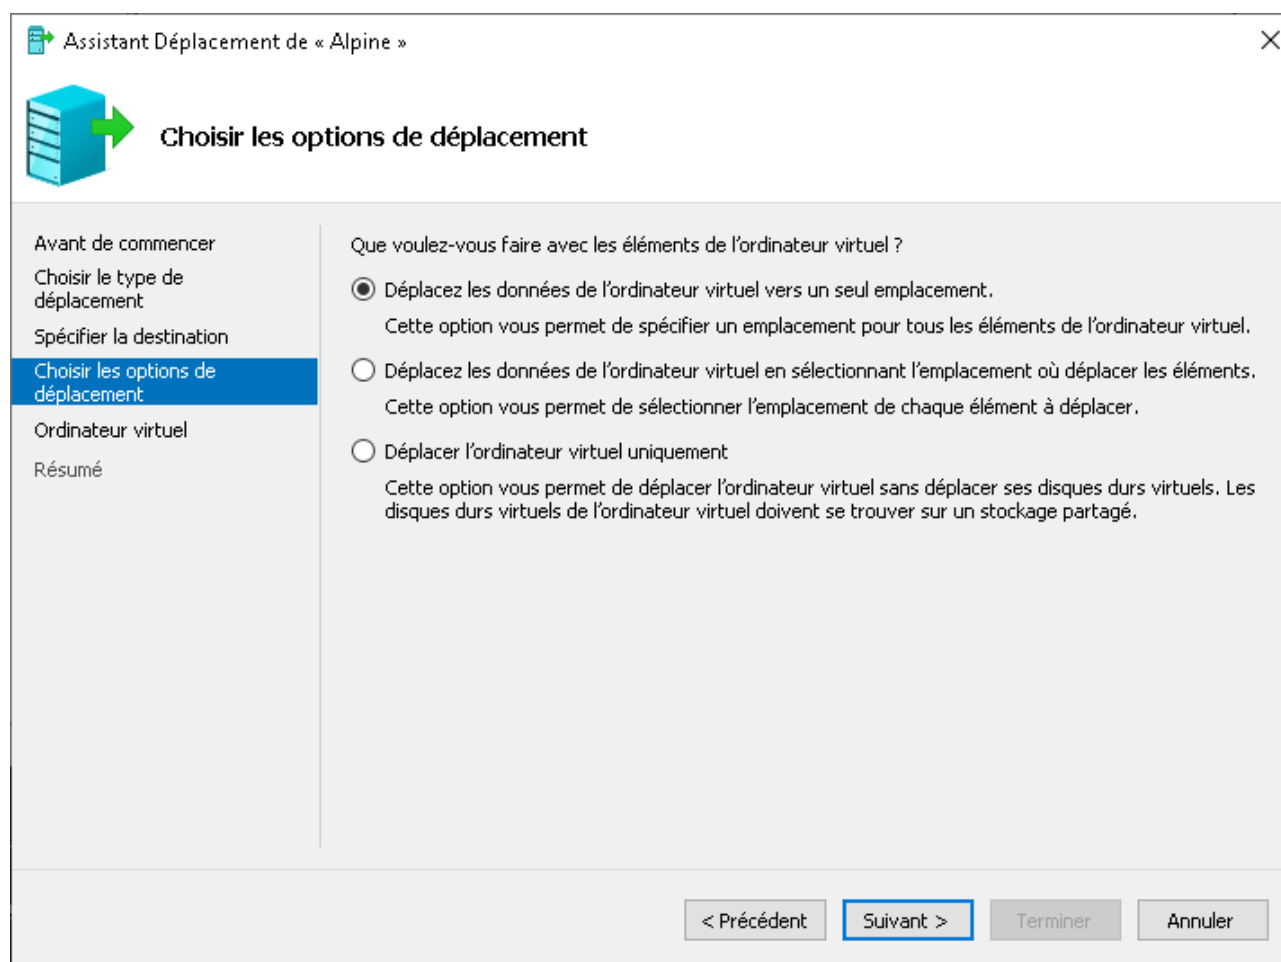 Assistant Déplacement de « Alpine »
Choisir les options de déplacement
Avant de commencer
Choisir le type de
déplacement
Spécifier la destination
Choisir les options de
déplacement
Ordinateur virtuel
Résumé
Que voulez-vous faire avec les éléments de l’ordinateur virtuel ?
Déplacez les données de l’ordinateur virtuel vers un seul emplacement.
Cette option vous permet de spécifier un emplacement pour tous les éléments de l’ordinateur virtuel.
Déplacez les données de l’ordinateur virtuel en sélectionnant l’emplacement où déplacer les éléments.
Cette option vous permet de sélectionner l’emplacement de chaque élément à déplacer.
Déplacer l’ordinateur virtuel uniquement
Cette option vous permet de déplacer l’ordinateur virtuel sans déplacer ses disques durs virtuels. Les
disques durs virtuels de l’ordinateur virtuel doivent se trouver sur un stockage partagé.
< Précédent
Suivant >
Terminer
Annuler